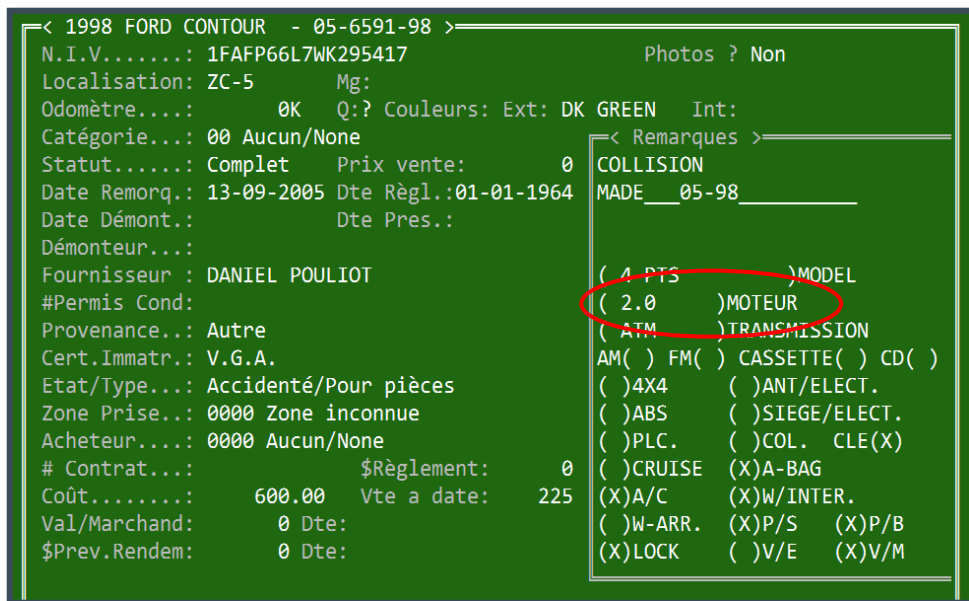 < 1998 FORD CONTOUR - 05-6591-98 >
N.I.V.......: 1FAFP66L7WK295417 Photos ? Non
Localisation: ZC-5 Mg:
Odomètre....: 0K Q:? Couleurs: Ext: DK GREEN Int:
Catégorie...: 00 Aucun/None
Statut......: Complet Prix vente: 0
Date Remorq.: 13-09-2005 Dte Règl.:01-01-1964
Date Démont.: Dte Pres.:
Démonteur...:
Fournisseur : DANIEL POULIOT
#Permis Cond:
Provenance..: Autre
Cert.Immatr.: V.G.A.
Etat/Type...: Accidenté/Pour pièces
Zone Prise..: 0000 Zone inconnue
Acheteur....: 0000 Aucun/None
# Contrat...: $Règlement: 0
Coût........: 600.00 Vte a date: 225
Val/Marchand: 0 Dte:
$Prev.Rendem: 0 Dte:
< Remarques >
COLLISION
MADE___05-98__________
( 4 PTS )MODEL
( 2.0 )MOTEUR
( ATM )TRANSMISSION
AM( ) FM( ) CASSETTE( ) CD( )
( )4X4 ( )ANT/ELECT.
( )ABS ( )SIEGE/ELECT.
( )PLC. ( )COL. CLE(X)
( )CRUISE (X)A-BAG
(X)A/C (X)W/INTER.
( )W-ARR. (X)P/S (X)P/B
(X)LOCK ( )V/E (X)V/M